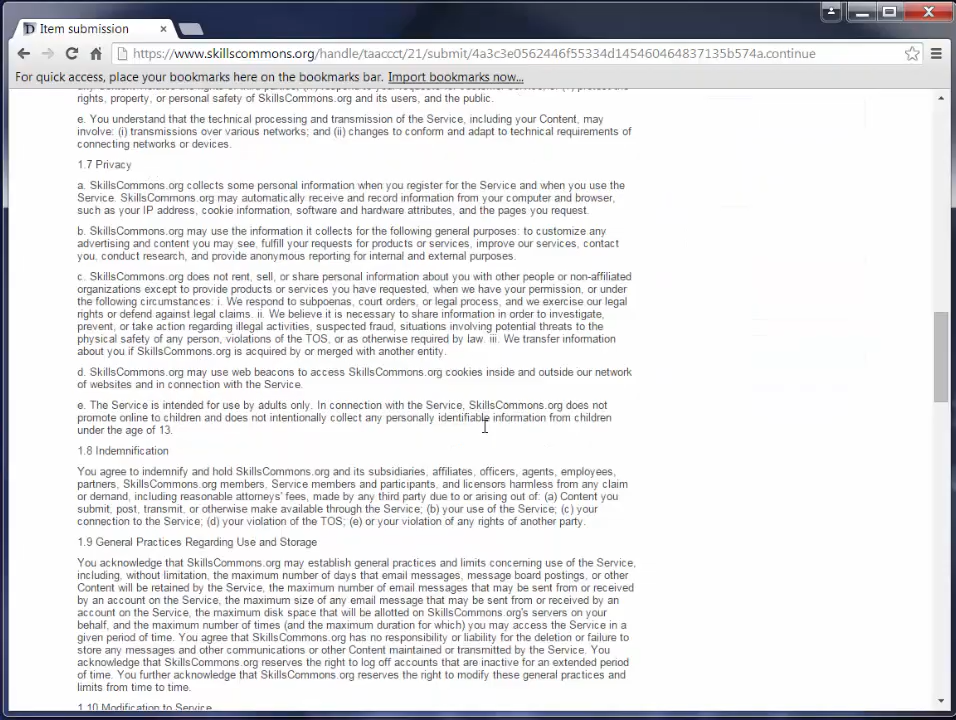 Item submission
https://www.skillscommons.org/handle/taaccct/21/submit/4a3c3e0562446f55334d145460464837135b574a.continue
For quick access, place your bookmarks here on the bookmarks bar. Import bookmarks now...
rights, property, or personal safety of SkillsCommons.org and its users, and the public.
e. You understand that the technical processing and transmission of the Service, including your Content, may
involve: (i) transmissions over various networks; and (ii) changes to conform and adapt to technical requirements of
connecting networks or devices.
1.7 Privacy
a. SkillsCommons.org collects some personal information when you register for the Service and when you use the
Service. SkillsCommons.org may automatically receive and record information from your computer and browser,
such as your IP address, cookie information, software and hardware attributes, and the pages you request.
b. SkillsCommons.org may use the information it collects for the following general purposes: to customize any
advertising and content you may see, fulfill your requests for products or services, improve our services, contact
you, conduct research, and provide anonymous reporting for internal and external purposes.
c. SkillsCommons.org does not rent, sell, or share personal information about you with other people or non-affiliated
organizations except to provide products or services you have requested, when we have your permission, or under
the following circumstances: i. We respond to subpoenas, court orders, or legal process, and we exercise our legal
rights or defend against legal claims. ii. We believe it is necessary to share information in order to investigate,
prevent, or take action regarding illegal activities, suspected fraud, situations involving potential threats to the
physical safety of any person, violations of the TOS, or as otherwise required by law. iii. We transfer information
about you if SkillsCommons.org is acquired by or merged with another entity.
d. SkillsCommons.org may use web beacons to access SkillsCommons.org cookies inside and outside our network
of websites and in connection with the Service.
e. The Service is intended for use by adults only. In connection with the Service, SkillsCommons.org does not
promote online to children and does not intentionally collect any personally identifiable information from children
under the age of 13.
1.8 Indemnification
You agree to indemnify and hold SkillsCommons.org and its subsidiaries, affiliates, officers, agents, employees,
partners, SkillsCommons.org members, Service members and participants, and licensors harmless from any claim
or demand, including reasonable attorneys' fees, made by any third party due to or arising out of: (a) Content you
submit, post, transmit, or otherwise make available through the Service; (b) your use of the Service; (c) your
connection to the Service; (d) your violation of the TOS; (e) or your violation of any rights of another party.
1.9 General Practices Regarding Use and Storage
You acknowledge that SkillsCommons.org may establish general practices and limits concerning use of the Service,
including, without limitation, the maximum number of days that email messages, message board postings, or other
Content will be retained by the Service, the maximum number of email messages that may be sent from or received
by an account on the Service, the maximum size of any email message that may be sent from or received by an
account on the Service, the maximum disk space that will be allotted on SkillsCommons.org's servers on your
behalf, and the maximum number of times (and the maximum duration for which) you may access the Service in a
given period of time. You agree that SkillsCommons.org has no responsibility or liability for the deletion or failure to
store any messages and other communications or other Content maintained or transmitted by the Service. You
acknowledge that SkillsCommons.org reserves the right to log off accounts that are inactive for an extended period
of time. You further acknowledge that SkillsCommons.org reserves the right to modify these general practices and
limits from time to time.
1.10 Modification to Service